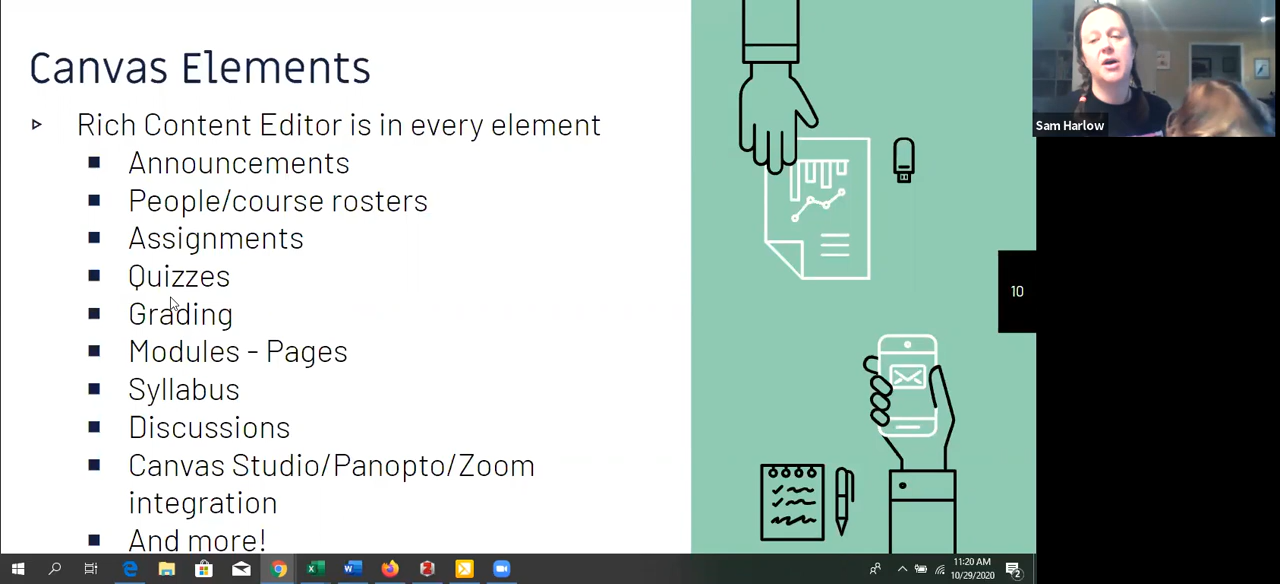 Canvas Elements
Rich Content Editor is in every element
Announcements
People/course rosters
Assignments
Quizzes
Grading
Modules - Pages
Syllabus
Discussions
Canvas Studio/Panopto/Zoom
integration
And more!
10
Sam Harlow
11:20 AM
10/29/2020
2